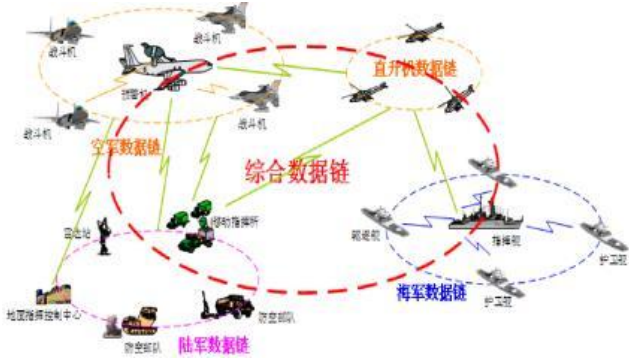 战斗机
战斗机
直升机数据链
预警机
战斗机
战斗机
空军数据链
综合数据链
移动指挥所
雷达站
驱逐舰
指挥舰
护卫舰
地面指挥控制中心
海军数据链
护卫舰
防空部队
防空部队
陆军数据链